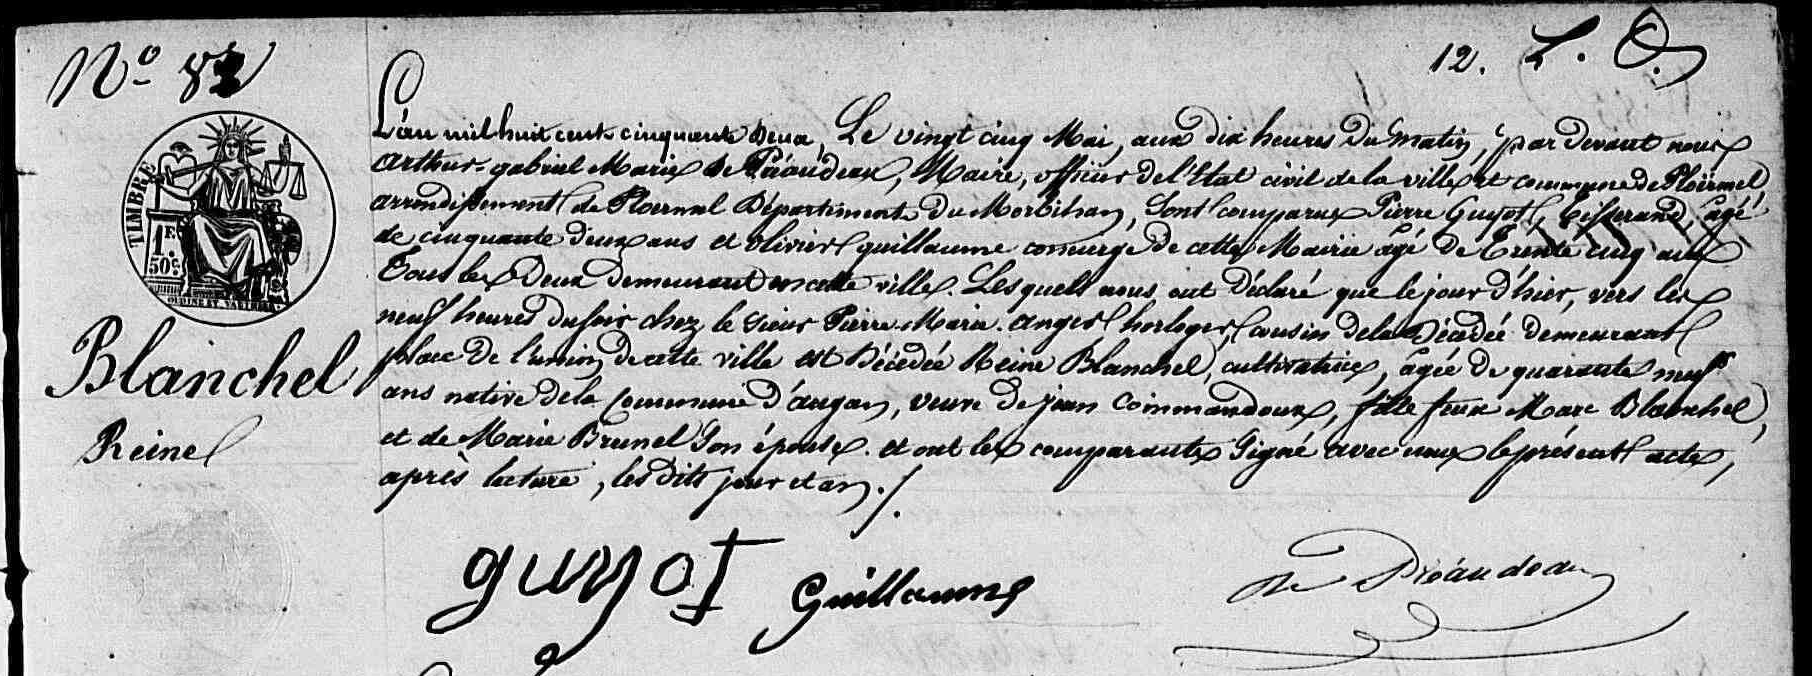 12. L. O.
N° 82
TIMBRE
1 F.
50 c.
Blanchel
Reine
L'an mil huit cent cinquante deux, Le vingt cinq Mai, aux dix heures du matin, par devant nous
Arthur-gabriel Marie de Préaudeau, Maire, officier de l'Etat civil de la ville et commune de Ploërmel,
arrondissement de Ploërmel Département du Morbihan, Sont comparus Pierre Guyot, Tisserand, agé
de cinquante deux ans et olivier guillaume concierge de cette Mairie agé de Trente cinq ans
Tous les Deux demeurant en cette ville. Lesquels nous ont Déclaré que le jour d'hier, vers les
neuf heures du soir chez le sieur Pierre-Marie anger horloger, cousin de la Décédée demeurant
place de l'union de cette ville est Décédée Reine Blanchel, cultivatrice, agée de quarante neuf
ans native de la Commune d'augan, veuve de jean Commandoux, fille feux Marc Blanchel,
et de Marie Brunel son épouse. et ont les comparants signé avec nous le présent acte,
après lecture, les dits jour et an./.
guyot
Guillaume
De Préaudeau